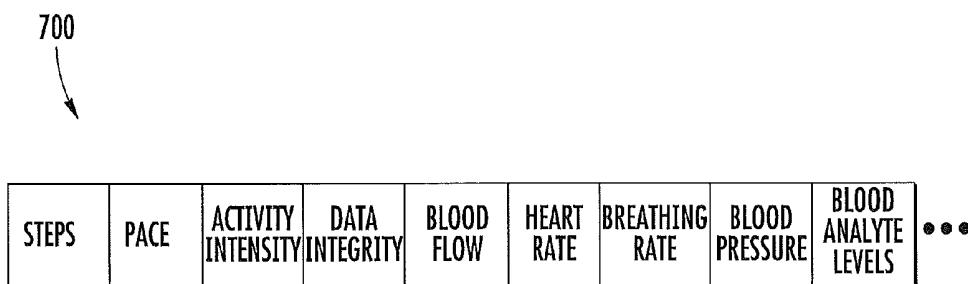 700
STEPS
PACE
ACTIVITY
INTENSITY
DATA
INTEGRITY
BLOOD
FLOW
HEART
RATE
BREATHING
RATE
BLOOD
PRESSURE
BLOOD
ANALYTE
LEVELS